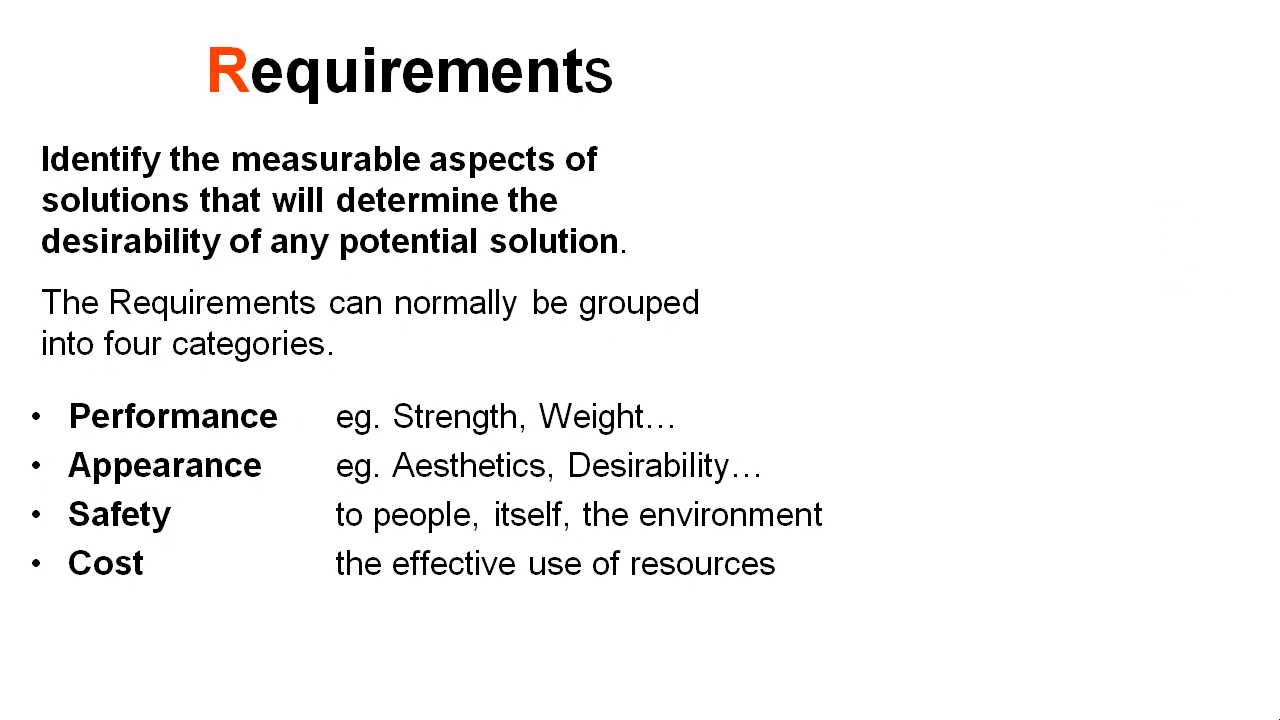 Requirements
Identify the measurable aspects of
solutions that will determine the
desirability of any potential solution.
The Requirements can normally be grouped
into four categories.
• Performance eg. Strength, Weight…
• Appearance eg. Aesthetics, Desirability…
• Safety to people, itself, the environment
• Cost the effective use of resources